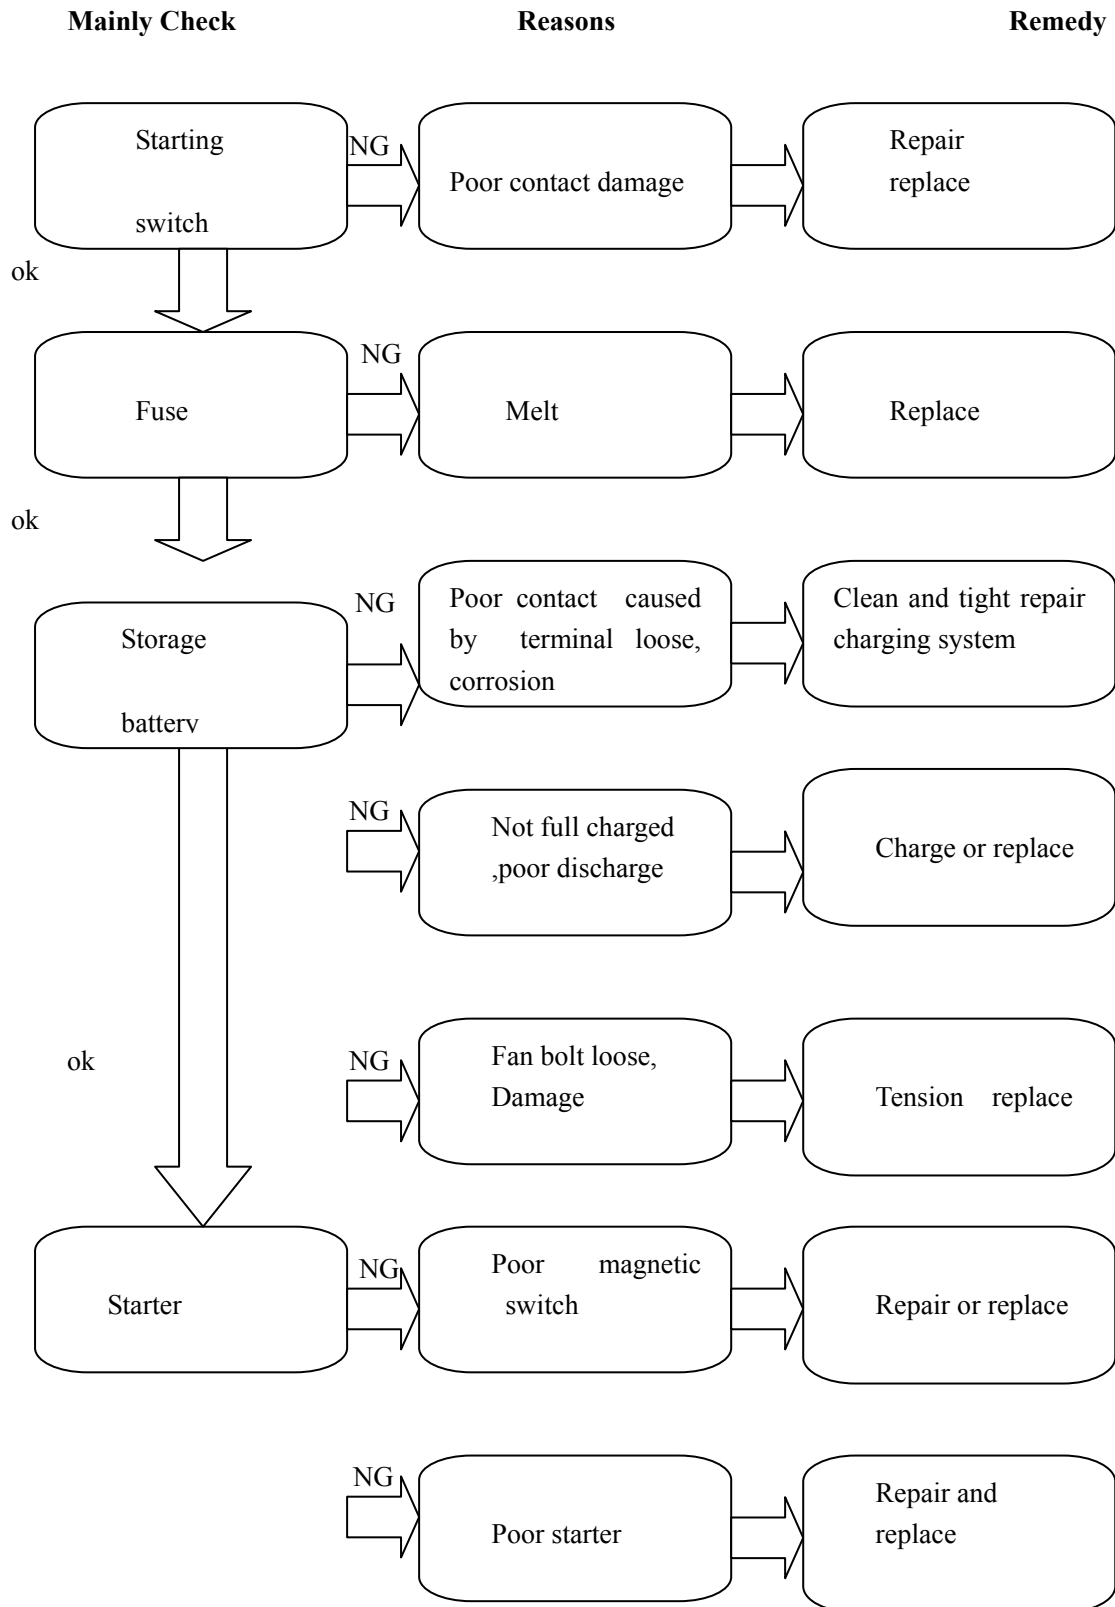 Mainly Check Reasons Remedy
Starting
switch
NG
Poor contact damage
Repair
replace
ok
Fuse
NG
Melt
Replace
ok
Storage
battery
NG
Poor contact caused
by terminal loose,
corrosion
Clean and tight repair
charging system
NG
Not full charged
,poor discharge
Charge or replace
ok
NG
Fan bolt loose,
Damage
Tension replace
Starter
NG
Poor magnetic
switch
Repair or replace
NG
Poor starter
Repair and
replace